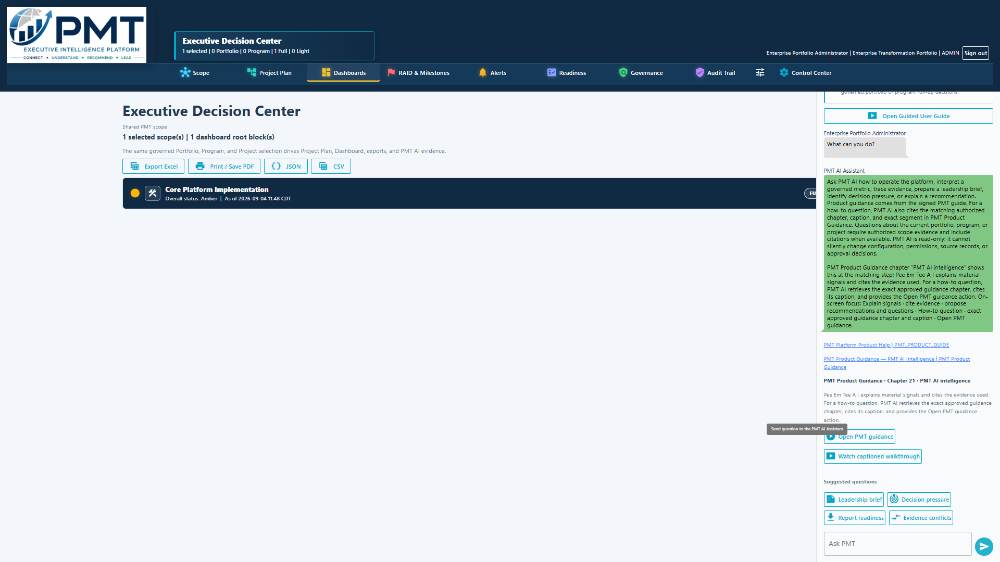 PMT
EXECUTIVE INTELLIGENCE PLATFORM
CONNECT • UNDERSTAND • RECOMMEND • LEAD
Executive Decision Center
1 selected | 0 Portfolio | 0 Program | 1 Full | 0 Light
Enterprise Portfolio Administrator | Enterprise Transformation Portfolio | ADMIN
Sign out
Scope
Project Plan
Dashboards
RAID & Milestones
Alerts
Readiness
Governance
Audit Trail
Control Center
Executive Decision Center
Shared PMT scope
1 selected scope(s) | 1 dashboard root block(s)
The same governed Portfolio, Program, and Project selection drives Project Plan, Dashboard, exports, and PMT AI evidence.
Export Excel
Print / Save PDF
JSON
CSV
Core Platform Implementation
Overall status: Amber | As of 2026-09-04 11:48 CDT
FU
governed portfolio or program roll-up decisions.
Open Guided User Guide
Enterprise Portfolio Administrator
What can you do?
PMT AI Assistant
Ask PMT AI how to operate the platform, interpret a
governed metric, trace evidence, prepare a leadership brief,
identify decision pressure, or explain a recommendation.
Product guidance comes from the signed PMT guide. For a
how-to question, PMT AI also cites the matching authorized
chapter, caption, and exact segment in PMT Product
Guidance. Questions about the current portfolio, program, or
project require authorized scope evidence and include
citations when available. PMT AI is read-only: it cannot
silently change configuration, permissions, source records, or
approval decisions.
PMT Product Guidance chapter “PMT AI intelligence” shows
this at the matching step: Pee Em Tee A I explains material
signals and cites the evidence used. For a how-to question,
PMT AI retrieves the exact approved guidance chapter, cites
its caption, and provides the Open PMT guidance action. On-
screen focus: Explain signals · cite evidence · propose
recommendations and questions · How-to question · exact
approved guidance chapter and caption · Open PMT
guidance.
PMT Platform Product Help | PMT_PRODUCT_GUIDE
PMT Product Guidance — PMT AI intelligence | PMT Product
Guidance
PMT Product Guidance · Chapter 21 · PMT AI intelligence
Pee Em Tee A I explains material signals and cites the evidence used.
For a how-to question, PMT AI retrieves the exact approved guidance
chapter, cites its caption, and provides the Open PMT guidance
action.
Send question to the PMT AI Assistant
Open PMT guidance
Watch captioned walkthrough
Suggested questions
Leadership brief
Decision pressure
Report readiness
Evidence conflicts
Ask PMT